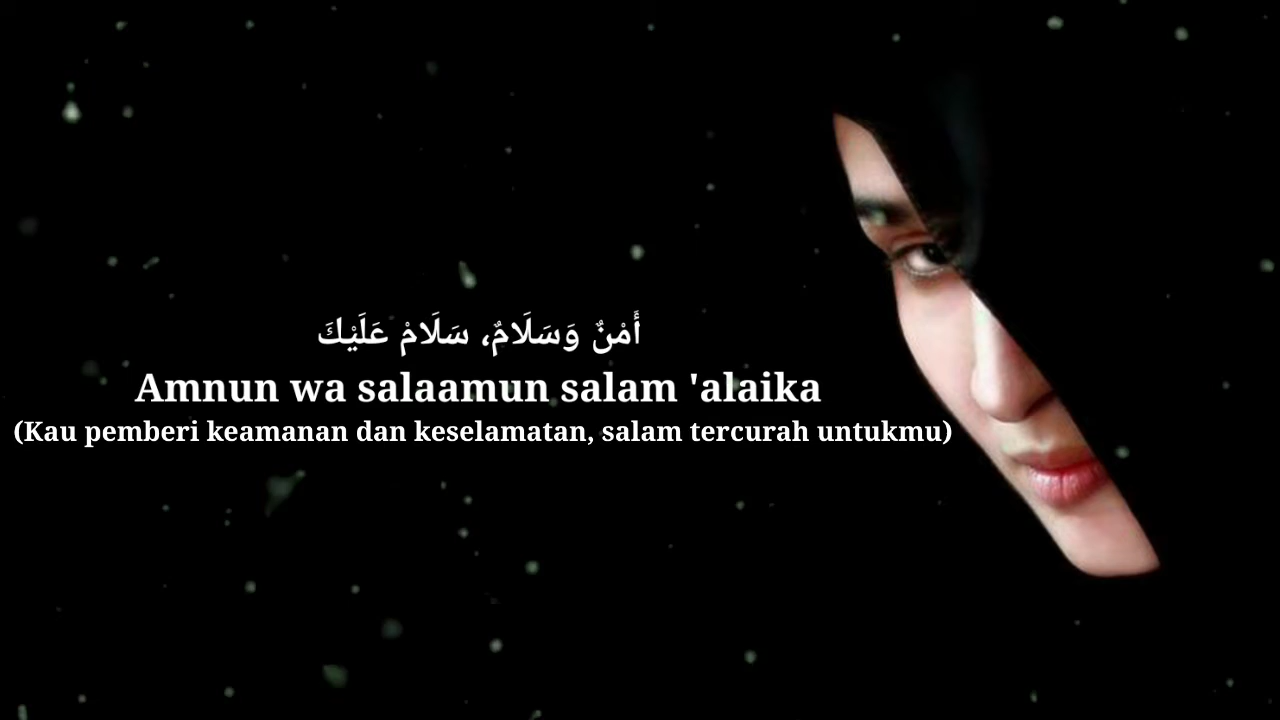 أَمْنٌ وَسَلَامٌ، سَلَامْ عَلَيْكَ
Amnun wa salaamun salam 'alaika
(Kau pemberi keamanan dan keselamatan, salam tercurah untukmu)